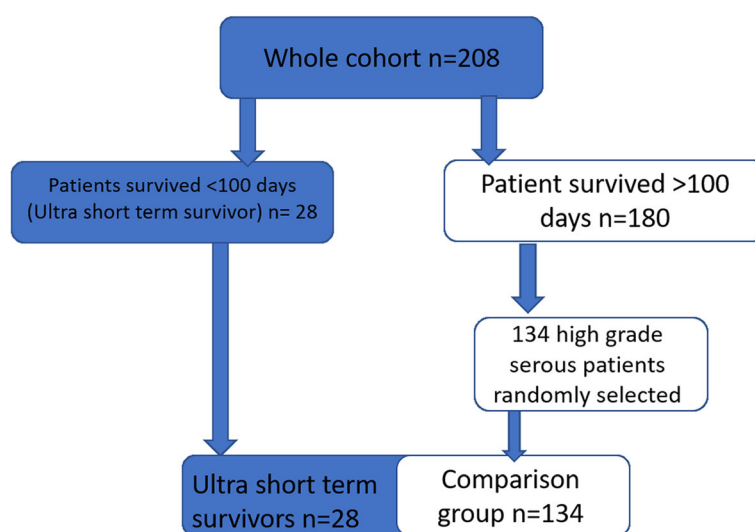 Whole cohort n=208
Patients survived <100 days
(Ultra short term survivor) n= 28
Patient survived >100
days n=180
134 high grade
serous patients
randomly selected
Ultra short term
survivors n=28
Comparison
group n=134